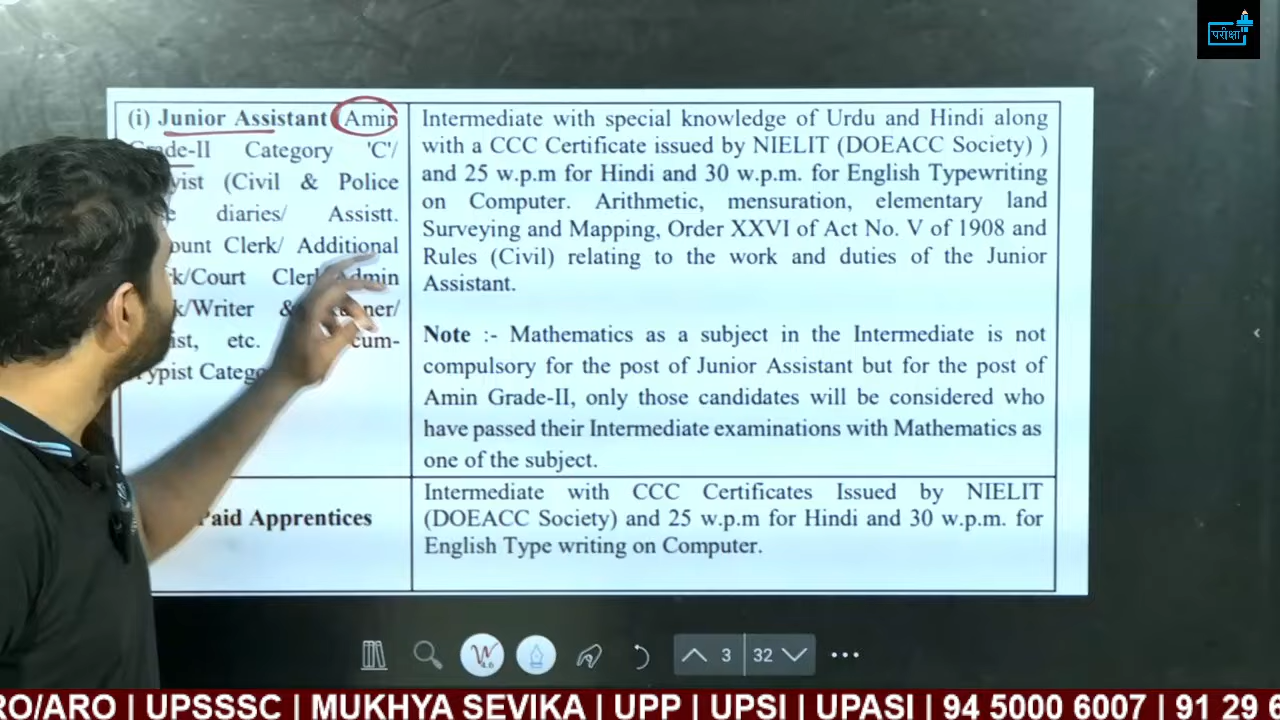 परीक्षा
(i) Junior Assistant (Amin
Grade-II Category 'C'/
(Civil & Police
diaries/ Assistt.
Clerk/ Additional
Clerk/Admin
&
etc.
Typist
Paid Apprentices
Intermediate with special knowledge of Urdu and Hindi along
with a CCC Certificate issued by NIELIT (DOEACC Society) )
and 25 w.p.m for Hindi and 30 w.p.m. for English Typewriting
on Computer. Arithmetic, mensuration, elementary land
Surveying and Mapping, Order XXVI of Act No. V of 1908 and
Rules (Civil) relating to the work and duties of the Junior
Assistant.
Note :- Mathematics as a subject in the Intermediate is not
compulsory for the post of Junior Assistant but for the post of
Amin Grade-II, only those candidates will be considered who
have passed their Intermediate examinations with Mathematics as
one of the subject.
Intermediate with CCC Certificates Issued by NIELIT
(DOEACC Society) and 25 w.p.m for Hindi and 30 w.p.m. for
English Type writing on Computer.
3 32
RO/ARO | UPSSSC | MUKHYA SEVIKA | UPP | UPSI | UPASI | 94 5000 6007 | 91 29 6